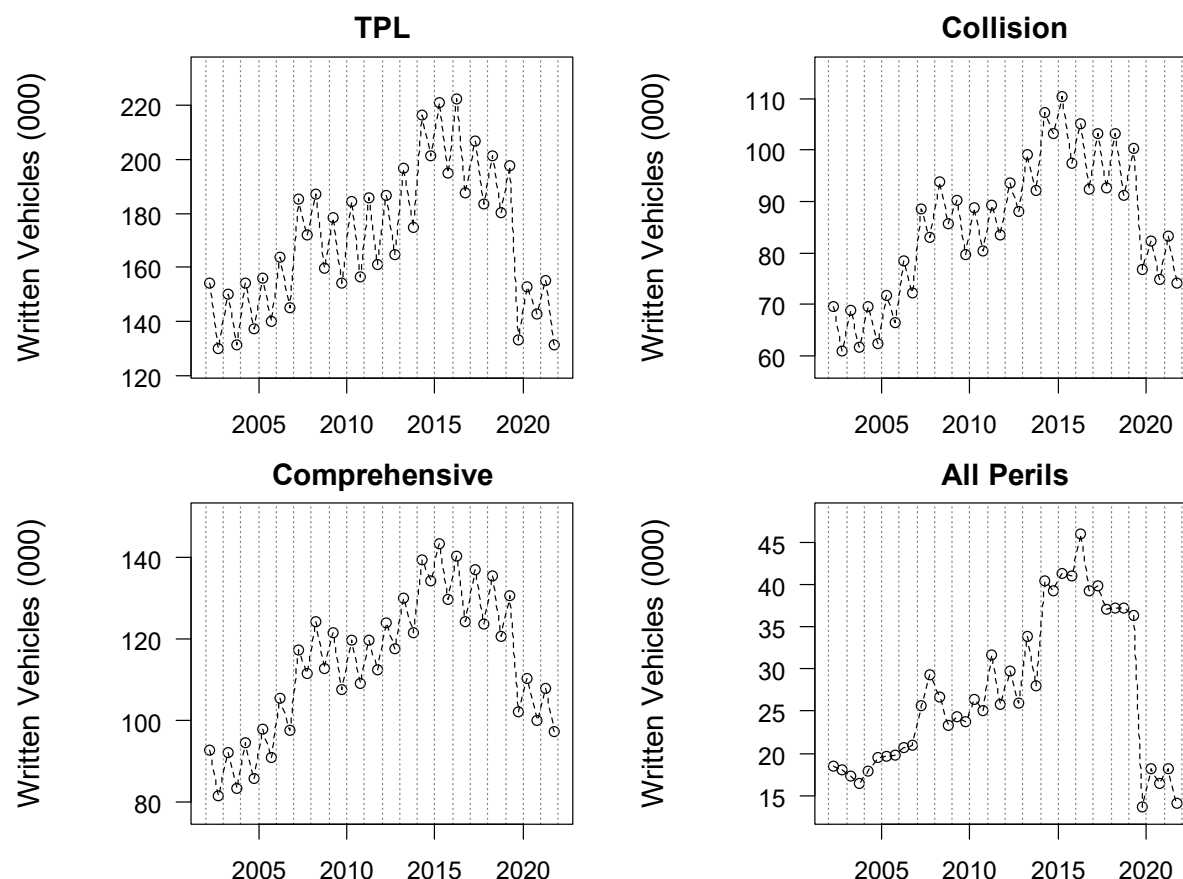 TPL
Written Vehicles (000)
220
200
180
160
140
120
2005 2010 2015 2020
Collision
Written Vehicles (000)
110
100
90
80
70
60
2005 2010 2015 2020
Comprehensive
Written Vehicles (000)
140
120
100
80
2005 2010 2015 2020
All Perils
Written Vehicles (000)
45
40
35
30
25
20
15
2005 2010 2015 2020